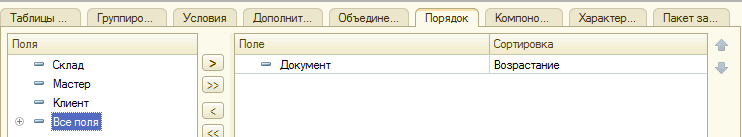 Таблицы ... Группиро... Условия Дополнит... Объедине... Порядок Компоно... Характер... Пакет за...
Поля
Склад
Мастер
Клиент
Все поля
>
>>
<
<<
Поле Сортировка
Документ Возрастание